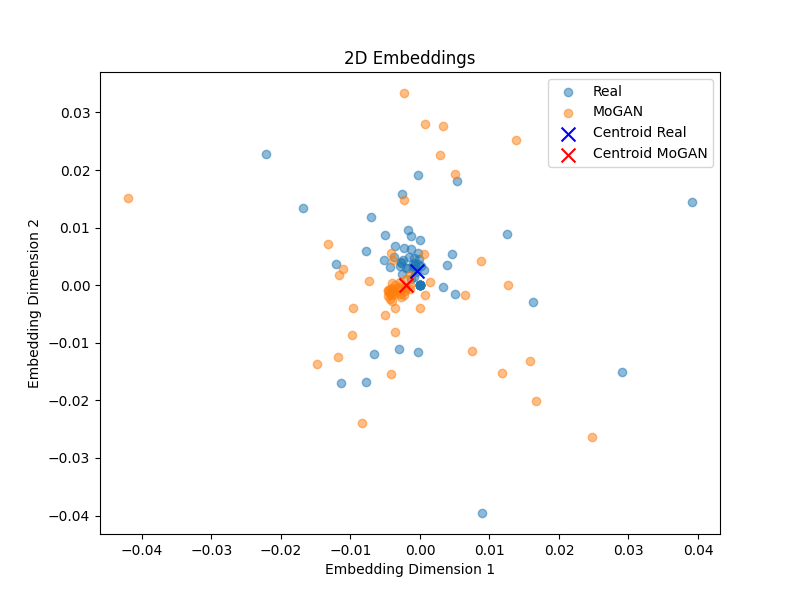 2D Embeddings
Real
MoGAN
Centroid Real
Centroid MoGAN
Embedding Dimension 2
0.03
0.02
0.01
0.00
−0.01
−0.02
−0.03
−0.04
−0.04
−0.03
−0.02
−0.01
0.00
0.01
0.02
0.03
0.04
Embedding Dimension 1